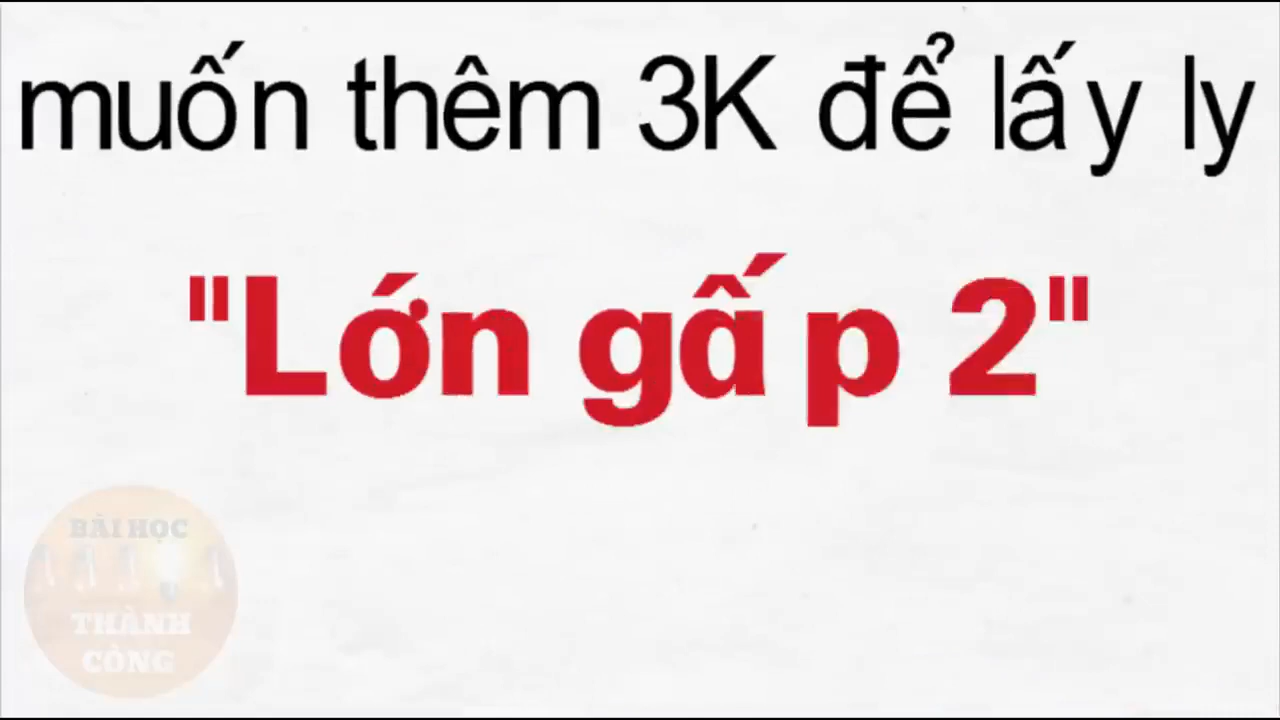 muốn thêm 3K để lấy ly
"Lớn gấp 2"
BÀI HỌC
THÀNH
CÔNG